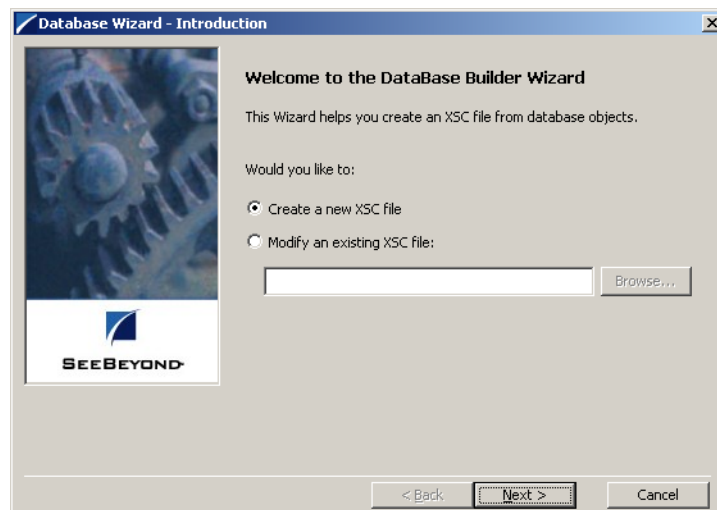 Database Wizard - Introduction
Welcome to the DataBase Builder Wizard
This Wizard helps you create an XSC file from database objects.
Would you like to:
Create a new XSC file
Modify an existing XSC file:
Browse...
SEEBEYOND
< Back
Next >
Cancel